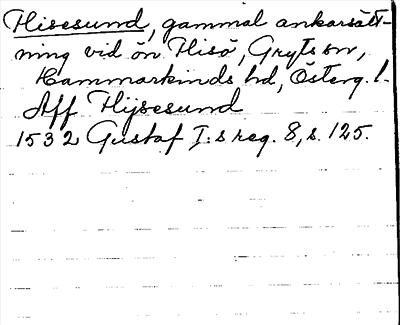 Hisesund, gammal ankarsätt-
ning vid ön Hisö, Gryts sn,
Hammarkinds hd, Österg. l.
Aff Hijsesund
1532 Gustaf I:s reg. 8, s. 125.